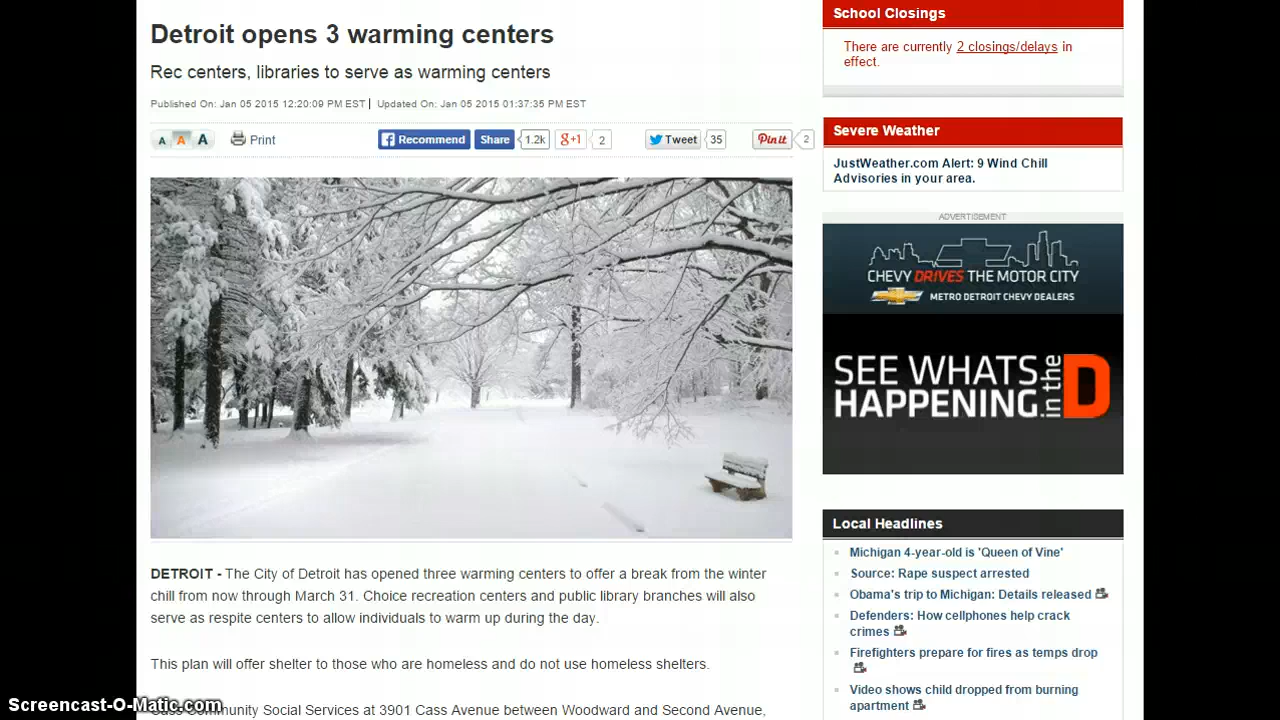 Detroit opens 3 warming centers
Rec centers, libraries to serve as warming centers
Published On: Jan 05 2015 12:20:09 PM EST | Updated On: Jan 05 2015 01:37:35 PM EST
A A A Print Recommend Share 1.2k g+1 2 Tweet 35 Pin it 2
DETROIT - The City of Detroit has opened three warming centers to offer a break from the winter
chill from now through March 31. Choice recreation centers and public library branches will also
serve as respite centers to allow individuals to warm up during the day.
This plan will offer shelter to those who are homeless and do not use homeless shelters.
Community Social Services at 3901 Cass Avenue between Woodward and Second Avenue,
School Closings
There are currently 2 closings/delays in
effect.
Severe Weather
JustWeather.com Alert: 9 Wind Chill
Advisories in your area.
ADVERTISEMENT
CHEVY DRIVES THE MOTOR CITY
METRO DETROIT CHEVY DEALERS
SEE WHATS
HAPPENING in the D
Local Headlines
Michigan 4-year-old is 'Queen of Vine'
Source: Rape suspect arrested
Obama's trip to Michigan: Details released
Defenders: How cellphones help crack
crimes
Firefighters prepare for fires as temps drop
Video shows child dropped from burning
apartment
Screencast-O-Matic.com